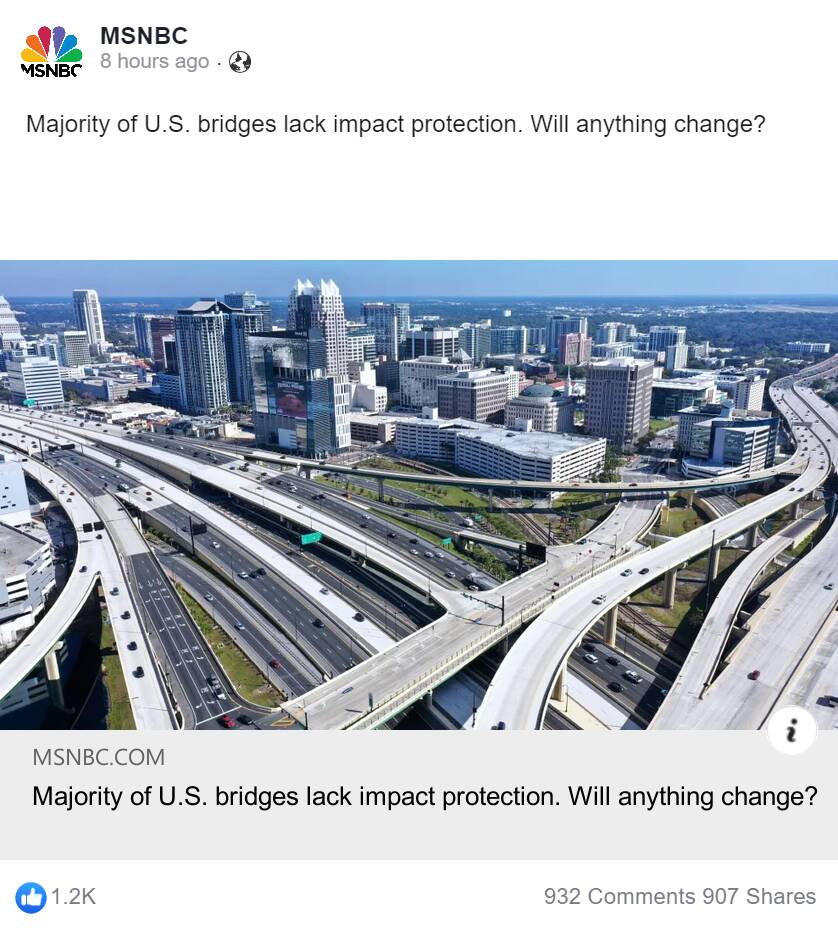 MSNBC
8 hours ago ·
MSNBC
Majority of U.S. bridges lack impact protection. Will anything change?
i
MSNBC.COM
Majority of U.S. bridges lack impact protection. Will anything change?
1.2K
932 Comments 907 Shares